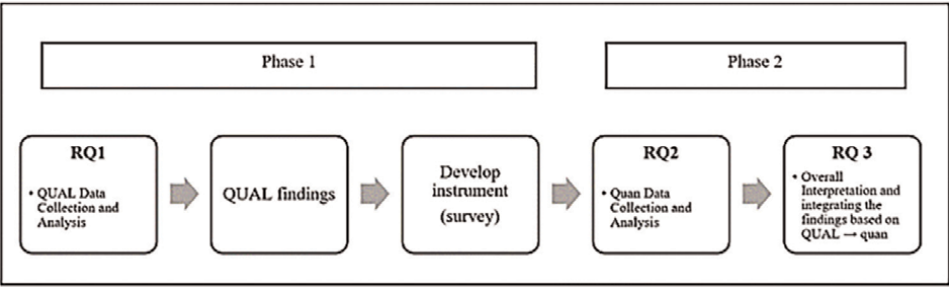 Phase 1
Phase 2
RQ1
• QUAL Data
Collection and
Analysis
QUAL findings
Develop
instrument
(survey)
RQ2
• Quan Data
Collection and
Analysis
RQ 3
• Overall
Interpretation and
integrating the
findings based on
QUAL → quan